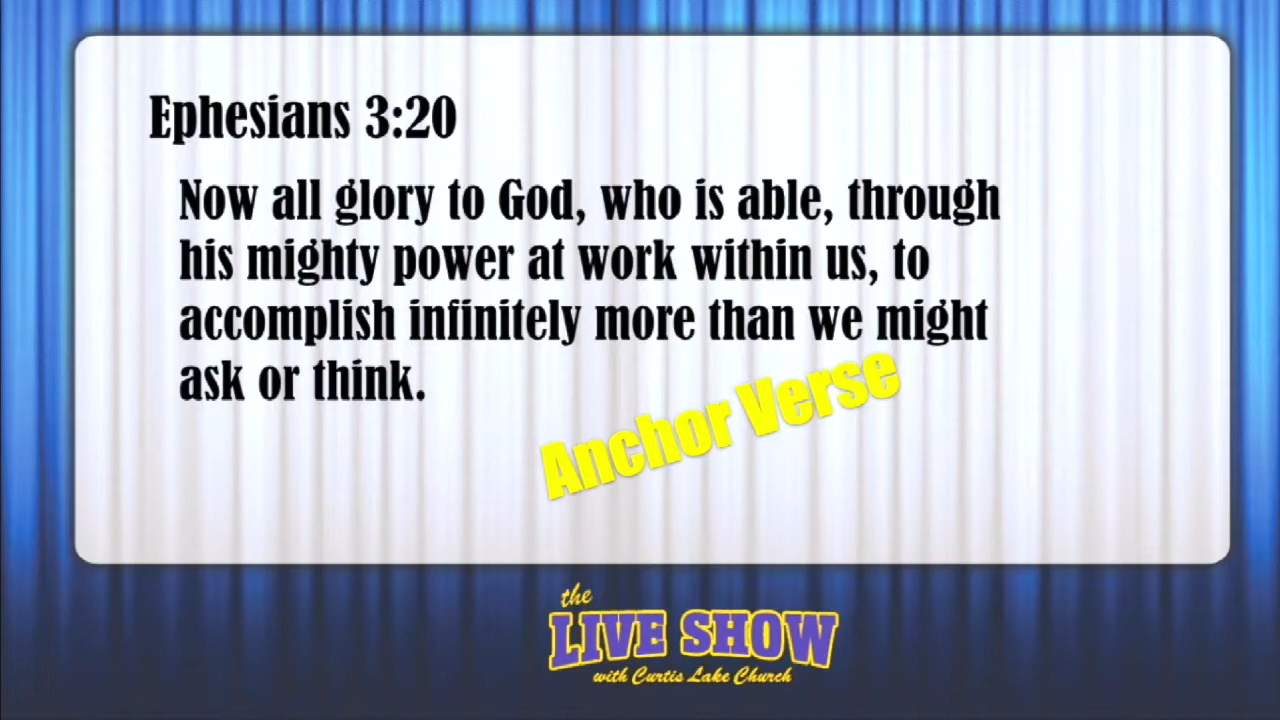 Ephesians 3:20
Now all glory to God, who is able, through
his mighty power at work within us, to
accomplish infinitely more than we might
ask or think.
Anchor Verse
the
LIVE SHOW
with Curtis Lake Church